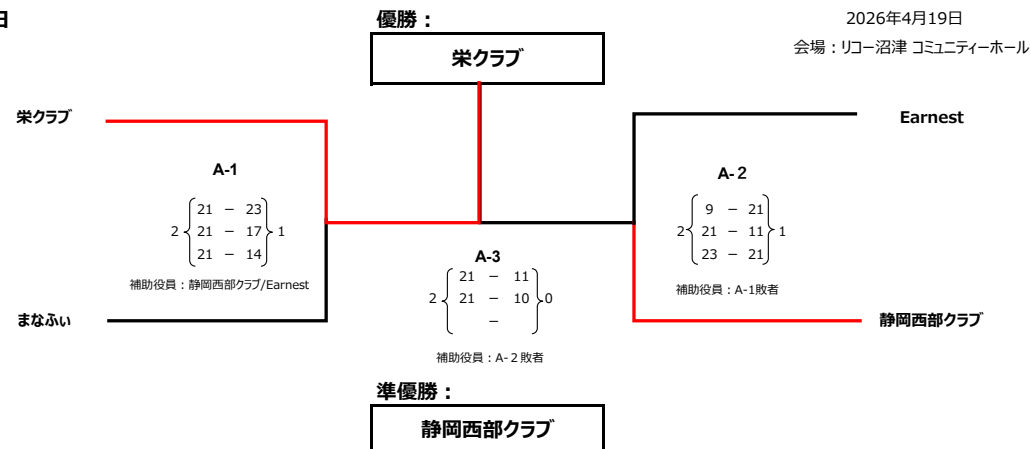 日
優勝：
2026年4月19日
会場：リコー沼津 コミュニティーホール
栄クラブ
栄クラブ
Earnest
A-1
2 21 － 23 1
21 － 17
21 － 14
補助役員：静岡西部クラブ/Earnest
A-２
2 9 － 21 1
21 － 11
23 － 21
補助役員：A-1敗者
A-3
2 21 － 11 0
21 － 10
－
補助役員：A-２敗者
まなふぃ
静岡西部クラブ
準優勝：
静岡西部クラブ